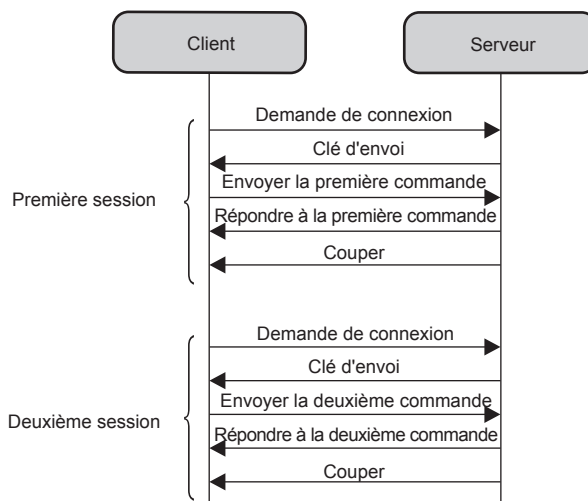 Client
Serveur
Demande de connexion
Clé d'envoi
Envoyer la première commande
Première session
Répondre à la première commande
Couper
Demande de connexion
Clé d'envoi
Envoyer la deuxième commande
Deuxième session
Répondre à la deuxième commande
Couper